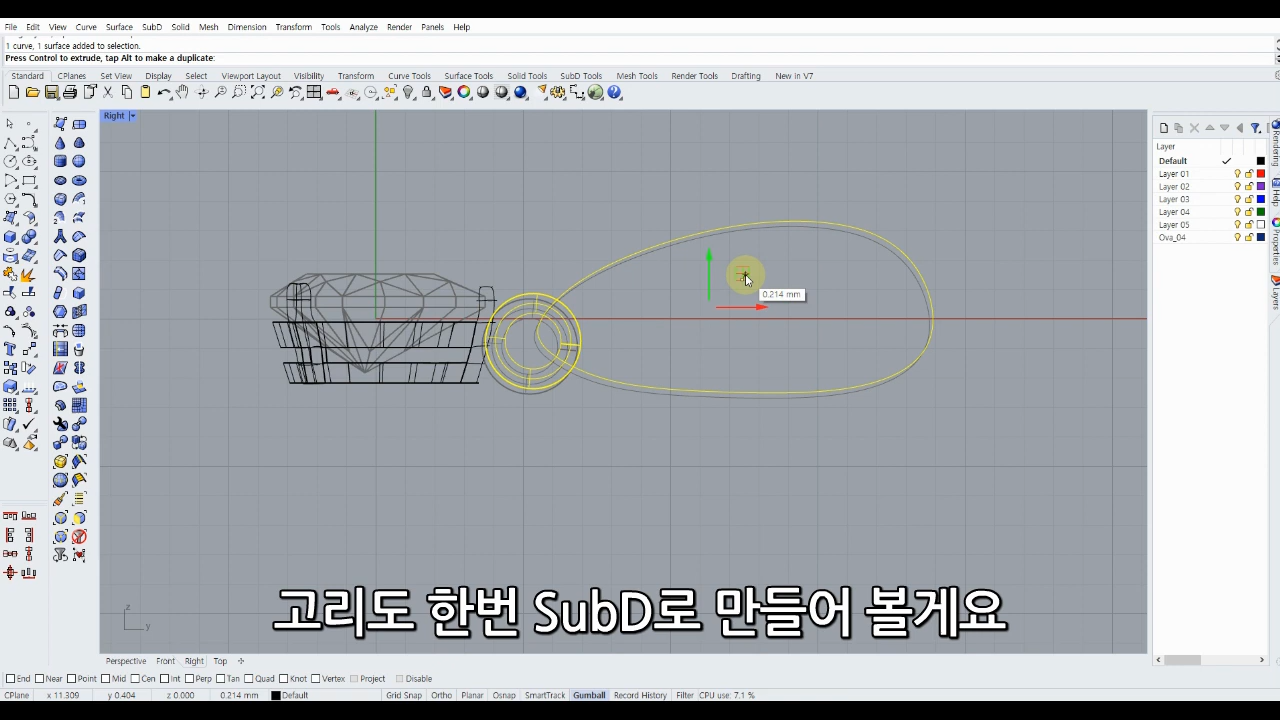 File Edit View Curve Surface SubD Solid Mesh Dimension Transform Tools Analyze Render Panels Help
1 curve, 1 surface added to selection.
Press Control to extrude, tap Alt to make a duplicate:
Standard CPlanes Set View Display Select Viewport Layout Visibility Transform Curve Tools Surface Tools Solid Tools SubD Tools Mesh Tools Render Tools Drafting New in V7
Right
Layer
Default
Layer 01
Layer 02
Layer 03
Layer 04
Layer 05
Ova_04
Rendering
Help
Properties
Layers
0.214 mm
z
y
고리도 한번 SubD로 만들어 볼게요
Perspective Front Right Top
End Near Point Mid Cen Int Perp Tan Quad Knot Vertex Project Disable
CPlane x 11.309 y 0.404 z 0.000 0.214 mm Default Grid Snap Ortho Planar Osnap SmartTrack Gumball Record History Filter CPU use: 7.1 %